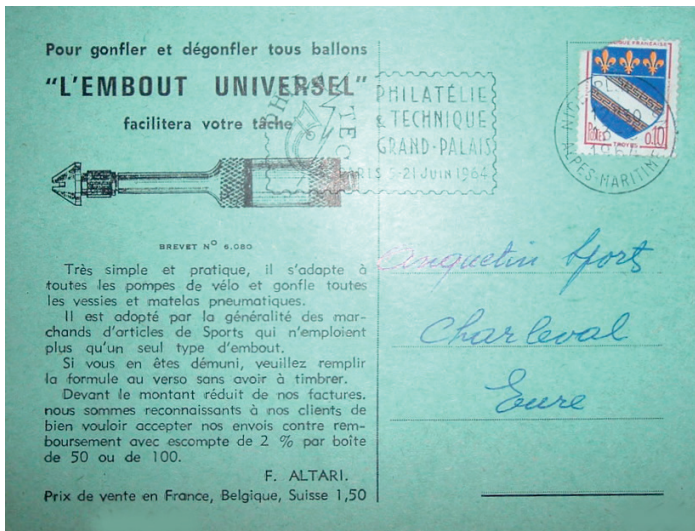 Pour gonfler et dégonfler tous ballons
"L'EMBOUT UNIVERSEL"
facilitera votre tâche
BREVET N° 6.080
Très simple et pratique, il s'adapte à
toutes les pompes de vélo et gonfle toutes
les vessies et matelas pneumatiques.
Il est adopté par la généralité des mar-
chands d'articles de Sports qui n'emploient
plus qu'un seul type d'embout.
Si vous en êtes démuni, veuillez remplir
la formule au verso sans avoir à timbrer.
Devant le montant réduit de nos factures.
nous sommes reconnaissants à nos clients de
bien vouloir accepter nos envois contre rem-
boursement avec escompte de 2 % par boîte
de 50 ou de 100.
F. ALTARI.
Prix de vente en France, Belgique, Suisse 1,50
PHILATEC
PHILATÉLIE
& TECHNIQUE
GRAND-PALAIS
PARIS 5-21 JUIN 1964
FRANÇAISE
0,10
TROYES
NICE
1964
ALPES-MARITIMES
Anquetin Sports
Charleval
Eure